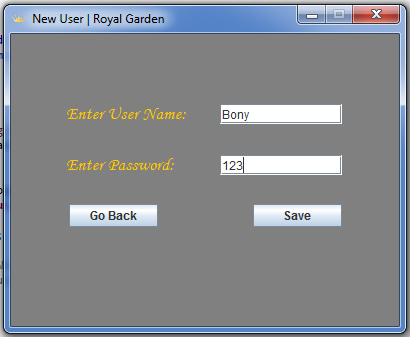 New User | Royal Garden
Enter User Name: Bony
Enter Password: 123
Go Back Save